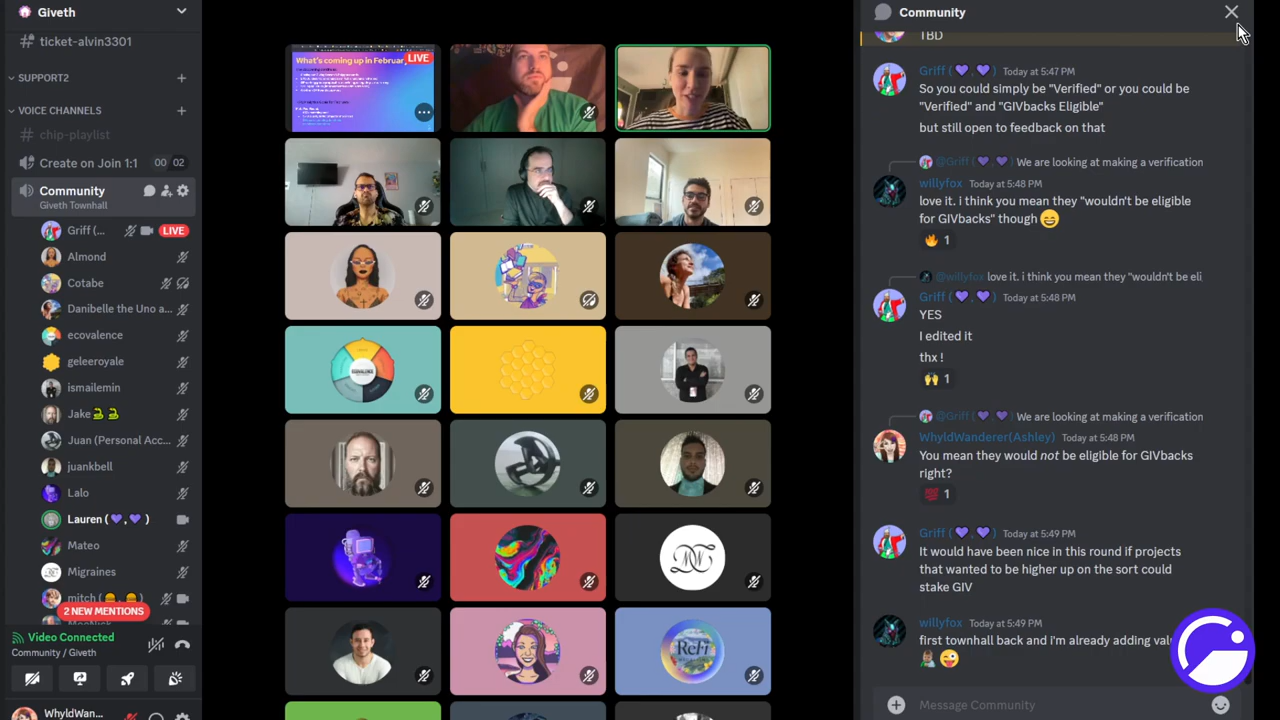 Giveth
ticket-alvin3301
SUPPORT2
VOICE CHANNELS
chip-playlist
Create on Join 1:1 00 02
Community
Giveth Townhall
Griff (... LIVE
Almond
Cotabe
Danibelle the Uno a...
ecovalence
geleeroyale
ismailemin
Jake🐍🐍
Juan (Personal Acc...
juankbell
Lalo
Lauren ( 💜 , 💜 )
Mateo
Migraines
mitch (
2 NEW MENTIONS
Video Connected
Community / Giveth
WhyldWan...
What's coming up in Februar
LIVE
ReFi
Community
TBD
Griff ( 💜 💜 ) Today at 5:47 PM
So you could simply be "Verified" or you could be
"Verified" and "GIVbacks Eligible"
but still open to feedback on that
@Griff ( 💜 💜 ) We are looking at making a verification
willyfox Today at 5:48 PM
love it. i think you mean they "wouldn't be eligible
for GIVbacks" though 😄
🔥 1
@willyfox love it. i think you mean they "wouldn't be eli
Griff ( 💜 💜 ) Today at 5:48 PM
YES
I edited it
thx !
🙌 1
@Griff ( 💜 💜 ) We are looking at making a verification
WhyldWanderer(Ashley) Today at 5:48 PM
You mean they would not be eligible for GIVbacks
right?
💯 1
Griff ( 💜 💜 ) Today at 5:49 PM
It would have been nice in this round if projects
that wanted to be higher up on the sort could
stake GIV
willyfox Today at 5:49 PM
first townhall back and i'm already adding val
Message Community